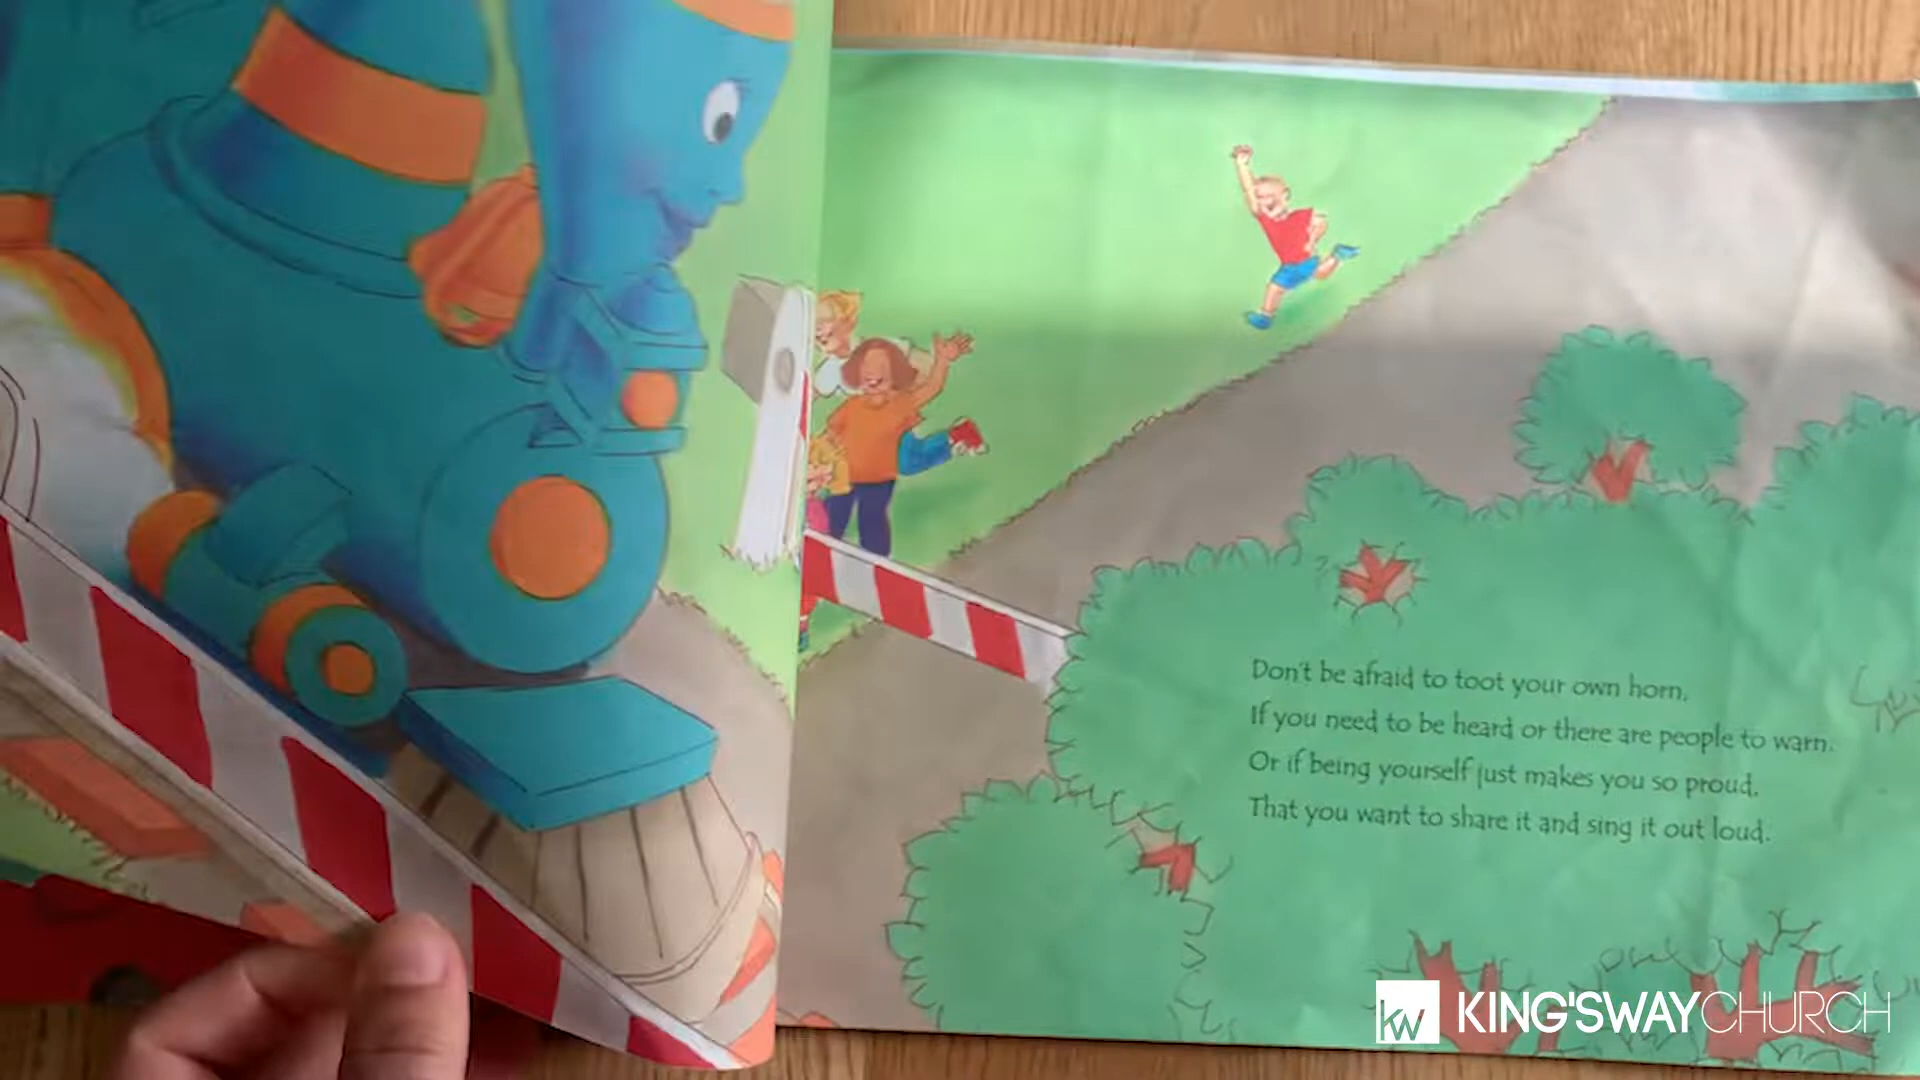 Don't be afraid to toot your own horn.
If you need to be heard or there are people to warn.
Or if being yourself just makes you so proud.
That you want to share it and sing it out loud.
kw KING'SWAYCHURCH